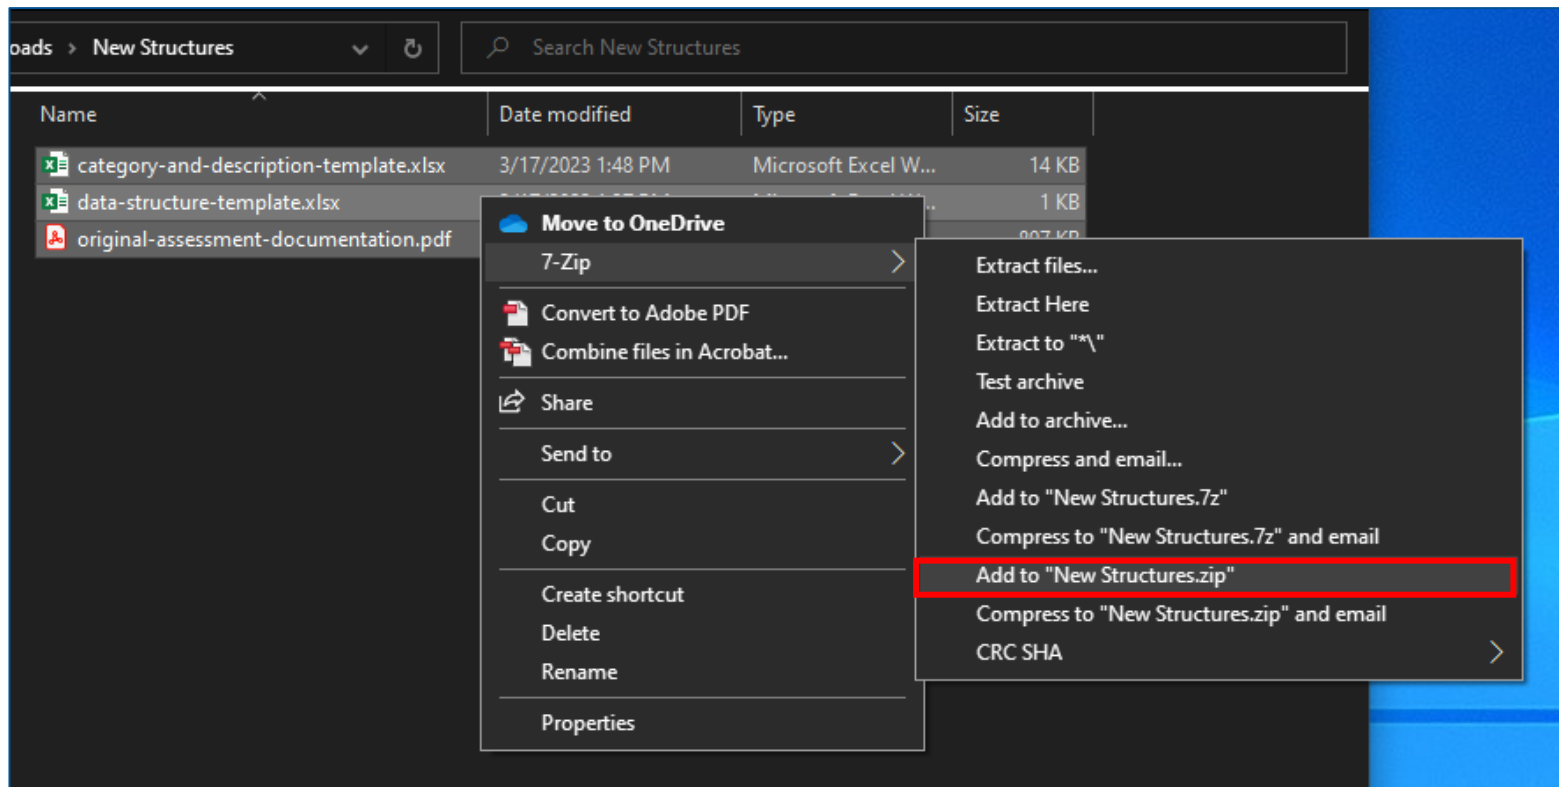 oads > New Structures
Search New Structures
Name Date modified Type Size
category-and-description-template.xlsx 3/17/2023 1:48 PM Microsoft Excel W... 14 KB
data-structure-template.xlsx 1 KB
original-assessment-documentation.pdf
Move to OneDrive
7-Zip
Convert to Adobe PDF
Combine files in Acrobat...
Share
Send to
Cut
Copy
Create shortcut
Delete
Rename
Properties
Extract files...
Extract Here
Extract to "*\"
Test archive
Add to archive...
Compress and email...
Add to "New Structures.7z"
Compress to "New Structures.7z" and email
Add to "New Structures.zip"
Compress to "New Structures.zip" and email
CRC SHA